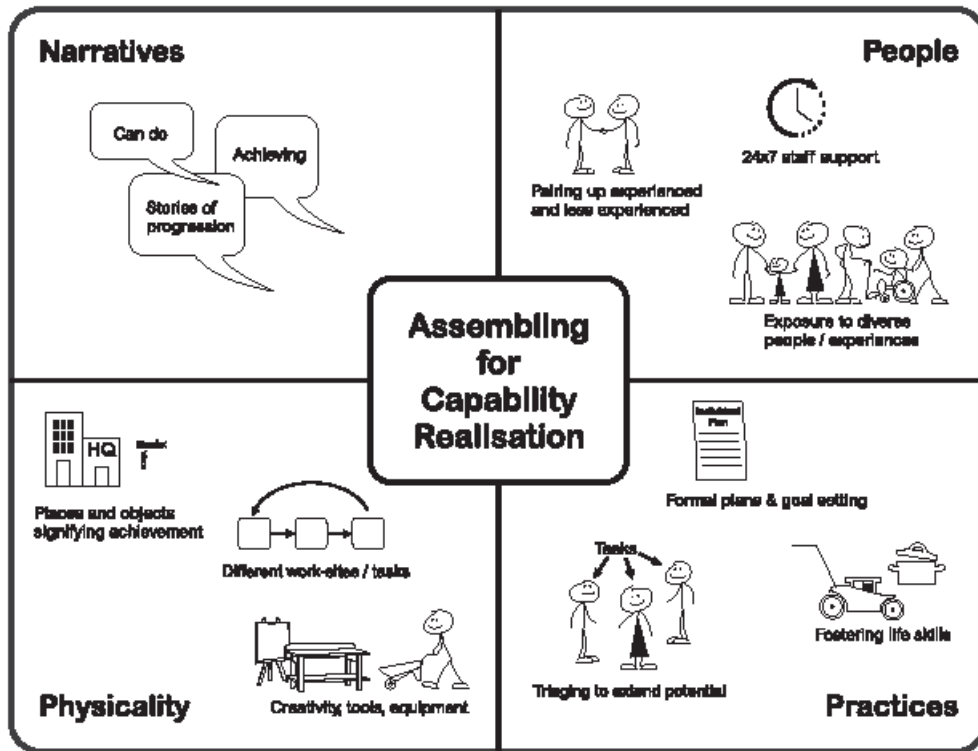 Narratives
Can do
Achieving
Stories of
progression
People
Pairing up experienced
and less experienced
24x7 staff support
Exposure to diverse
people / experiences
Assembling
for
Capability
Realisation
HQ
Places and objects
signifying achievement
Different work-sites / tasks
Creativity, tools, equipment
Physicality
Individual
Plan
Formal plans & goal setting
Tasks
Triaging to extend potential
Fostering life skills
Practices